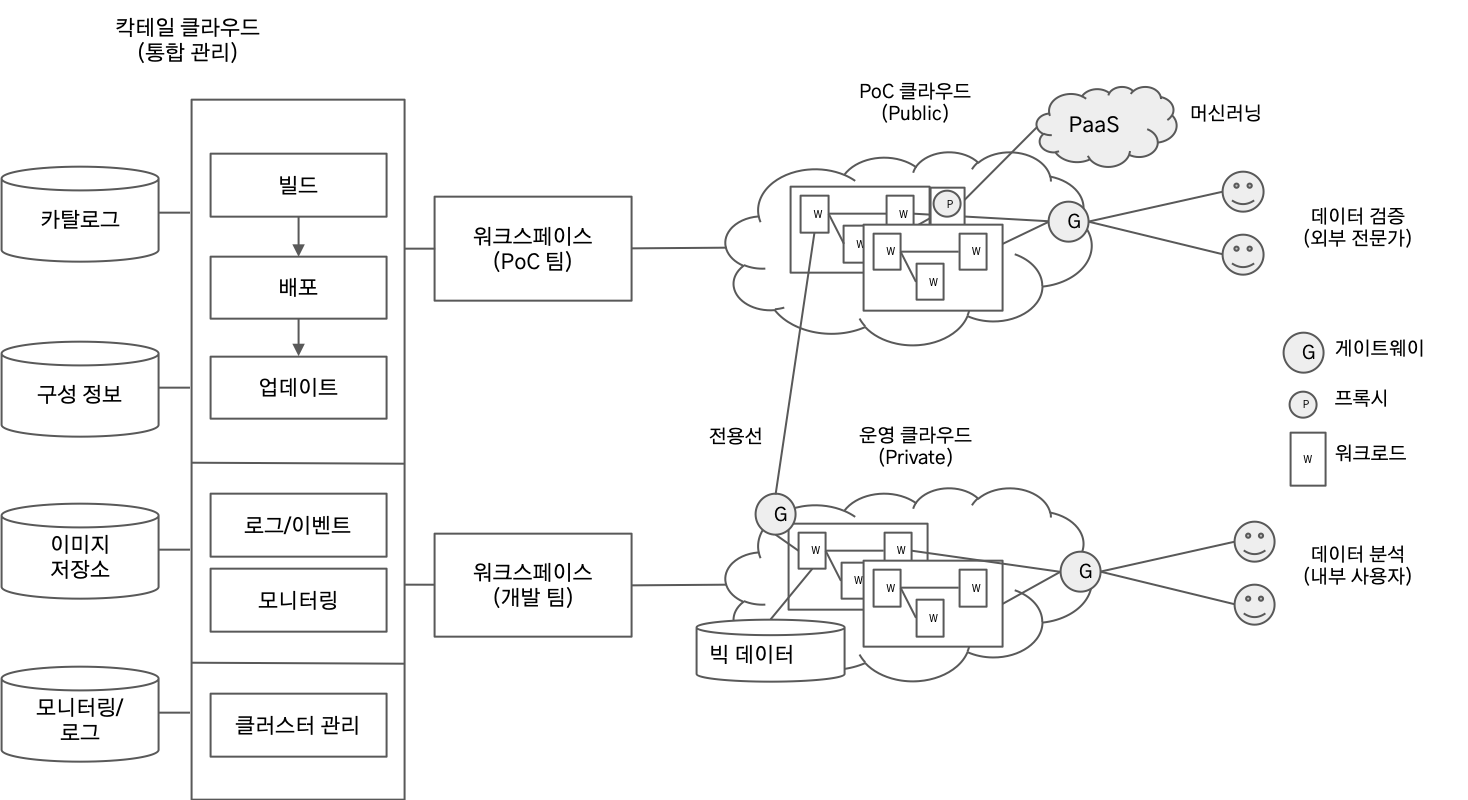 칵테일 클라우드
(통합 관리)
카탈로그
구성 정보
이미지
저장소
모니터링/
로그
빌드
배포
업데이트
로그/이벤트
모니터링
클러스터 관리
워크스페이스
(PoC 팀)
워크스페이스
(개발 팀)
PoC 클라우드
(Public)
PaaS
머신러닝
W
W
P
W
W
W
W
G
데이터 검증
(외부 전문가)
G
게이트웨이
P
프록시
W
워크로드
전용선
운영 클라우드
(Private)
G
W
W
W
W
W
W
G
빅 데이터
데이터 분석
(내부 사용자)